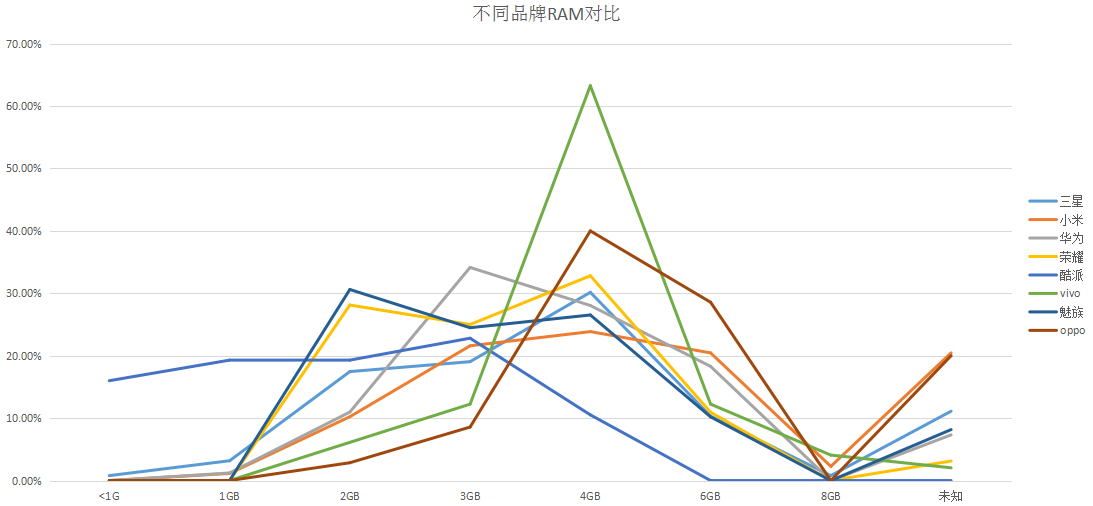 不同品牌RAM对比
70.00%
60.00%
50.00%
40.00%
30.00%
20.00%
10.00%
0.00%
<1G 1GB 2GB 3GB 4GB 6GB 8GB 未知
三星
小米
华为
荣耀
酷派
vivo
魅族
oppo